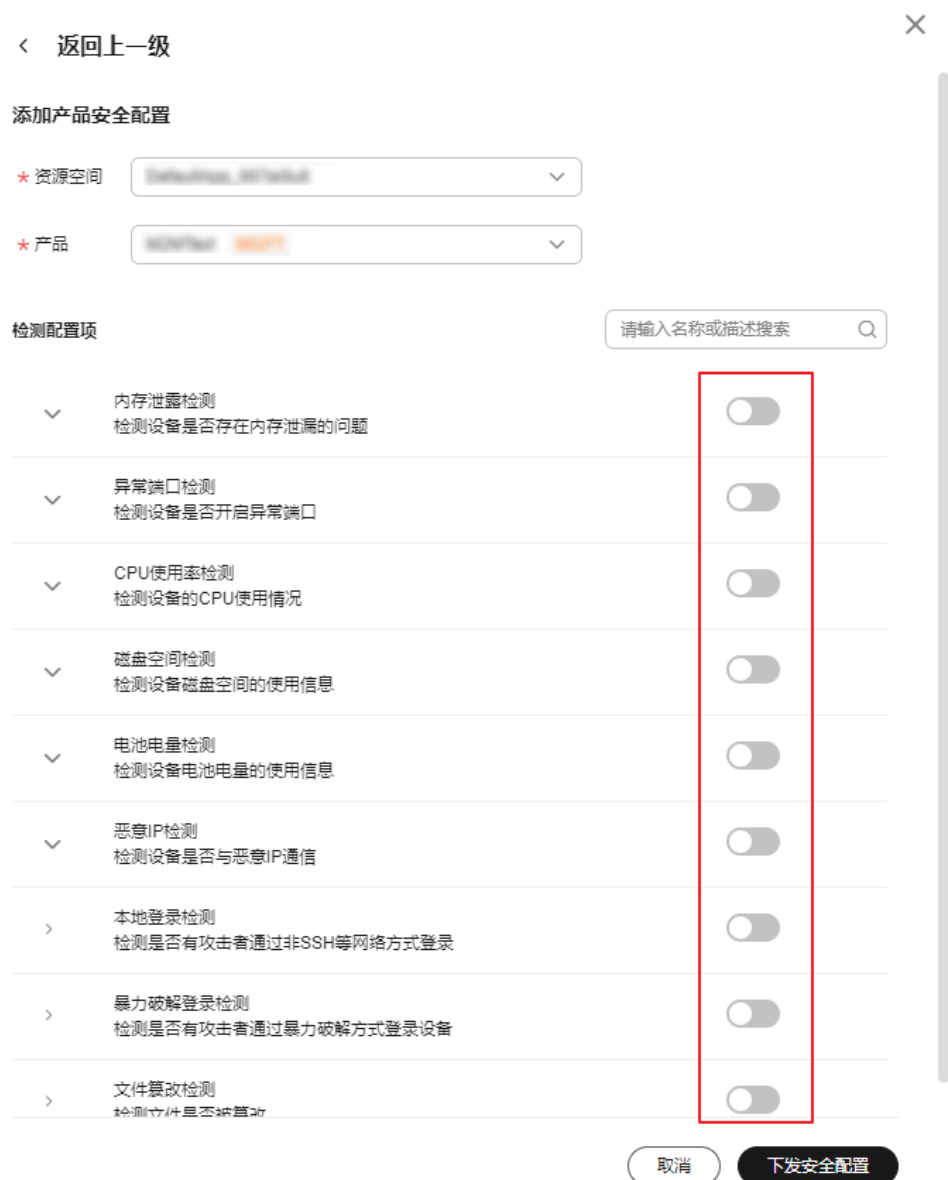 返回上一级
添加产品安全配置
* 资源空间
* 产品
检测配置项
请输入名称或描述搜索
内存泄露检测
检测设备是否存在内存泄漏的问题
异常端口检测
检测设备是否开启异常端口
CPU使用率检测
检测设备的CPU使用情况
磁盘空间检测
检测设备磁盘空间的使用信息
电池电量检测
检测设备电池电量的使用信息
恶意IP检测
检测设备是否与恶意IP通信
本地登录检测
检测是否有攻击者通过非SSH等网络方式登录
暴力破解登录检测
检测是否有攻击者通过暴力破解方式登录设备
文件篡改检测
检测文件是否被篡改
取消
下发安全配置